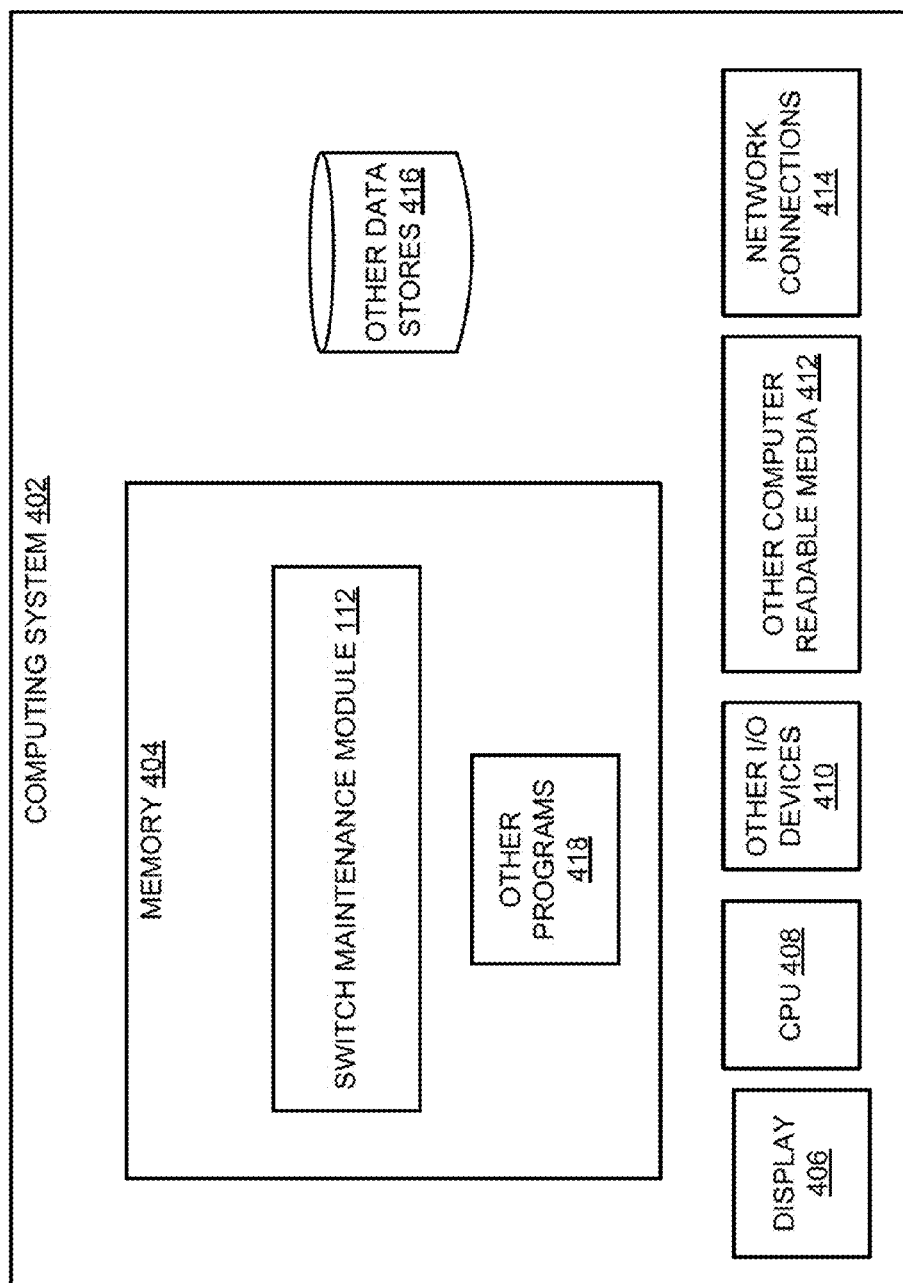 COMPUTING SYSTEM 402
MEMORY 404
SWITCH MAINTENANCE MODULE 112
OTHER
PROGRAMS
418
OTHER DATA
STORES 416
DISPLAY
406
CPU 408
OTHER I/O
DEVICES
410
OTHER COMPUTER
READABLE MEDIA 412
NETWORK
CONNECTIONS
414